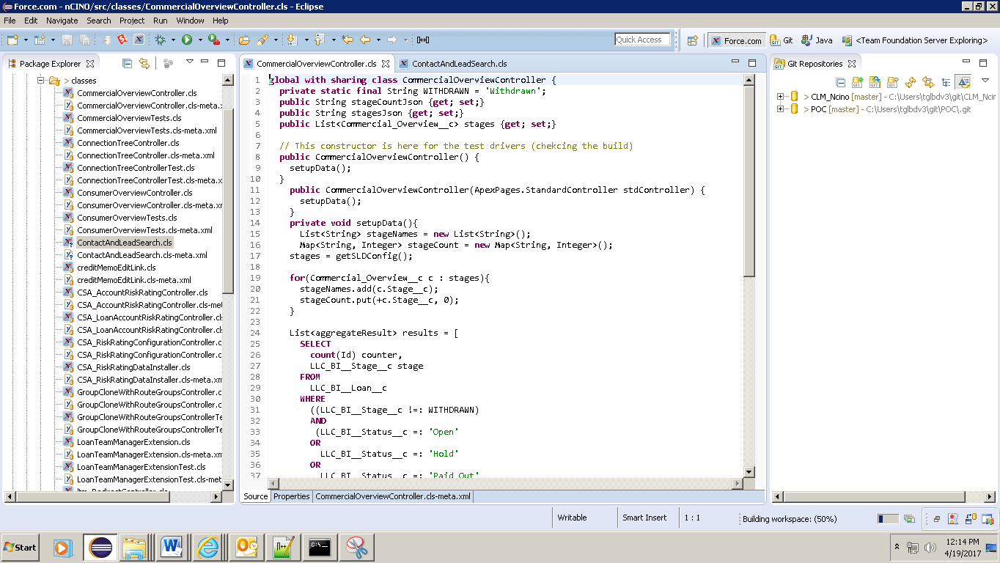 Force.com - nCINO/src/classes/CommercialOverviewController.cls - Eclipse
File Edit Navigate Search Project Run Window Help
Quick Access
Force.com
Git
Java
<Team Foundation Server Exploring>
Package Explorer
> classes
CommercialOverviewController.cls
CommercialOverviewController.cls-meta.x
CommercialOverviewTests.cls
CommercialOverviewTests.cls-meta.xml
ConnectionTreeController.cls
ConnectionTreeController.cls-meta.xml
ConnectionTreeControllerTest.cls
ConnectionTreeControllerTest.cls-meta.x
ConsumerOverviewController.cls
ConsumerOverviewController.cls-meta.xm
ConsumerOverviewTests.cls
ConsumerOverviewTests.cls-meta.xml
ContactAndLeadSearch.cls
ContactAndLeadSearch.cls-meta.xml
creditMemoEditLink.cls
creditMemoEditLink.cls-meta.xml
CSA_AccountRiskRatingController.cls
CSA_AccountRiskRatingController.cls-met
CSA_LoanAccountRiskRatingController.cls
CSA_LoanAccountRiskRatingController.cls
CSA_RiskRatingConfigurationController.c
CSA_RiskRatingConfigurationController.c
CSA_RiskRatingDataInstaller.cls
CSA_RiskRatingDataInstaller.cls-meta.xm
GroupCloneWithRouteGroupsController.c
GroupCloneWithRouteGroupsController.c
GroupCloneWithRouteGroupsControllerTe
GroupCloneWithRouteGroupsControllerTe
LoanTeamManagerExtension.cls
LoanTeamManagerExtension.cls-meta.xm
LoanTeamManagerExtensionTest.cls
LoanTeamManagerExtensionTest.cls-met
CommercialOverviewController.cls
ContactAndLeadSearch.cls
1 global with sharing class CommercialOverviewController {
2 private static final String WITHDRAWN = 'Withdrawn';
3 public String stageCountJson {get; set;}
4 public String stagesJson {get; set;}
5 public List<Commercial_Overview__c> stages {get; set;}
6
7 // This constructor is here for the test drivers (chekcing the build)
8 public CommercialOverviewController() {
9 setupData();
10 }
11 public CommercialOverviewController(ApexPages.StandardController stdController) {
12 setupData();
13 }
14 private void setupData(){
15 List<String> stageNames = new List<String>();
16 Map<String, Integer> stageCount = new Map<String, Integer>();
17 stages = getSLDConfig();
18
19 for(Commercial_Overview__c c : stages){
20 stageNames.add(c.Stage__c);
21 stageCount.put(+c.Stage__c, 0);
22 }
23
24 List<aggregateResult> results = [
25 SELECT
26 count(Id) counter,
27 LLC_BI__Stage__c stage
28 FROM
29 LLC_BI__Loan__c
30 WHERE
31 ((LLC_BI__Stage__c !=: WITHDRAWN)
32 AND
33 (LLC_BI__Status__c =: 'Open'
34 OR
35 LLC_BI__Status__c =: 'Hold'
36 OR
37 LLC_BI__Status__c =: 'Paid Out'
Source Properties CommercialOverviewController.cls-meta.xml
Git Repositories
> CLM_Ncino [master] - C:\Users\tglbdv3\git\CLM_Ncir
> POC [master] - C:\Users\tglbdv3\git\POC\.git
Writable Smart Insert 1 : 1 Building workspace: (50%)
Start
12:14 PM
4/19/2017